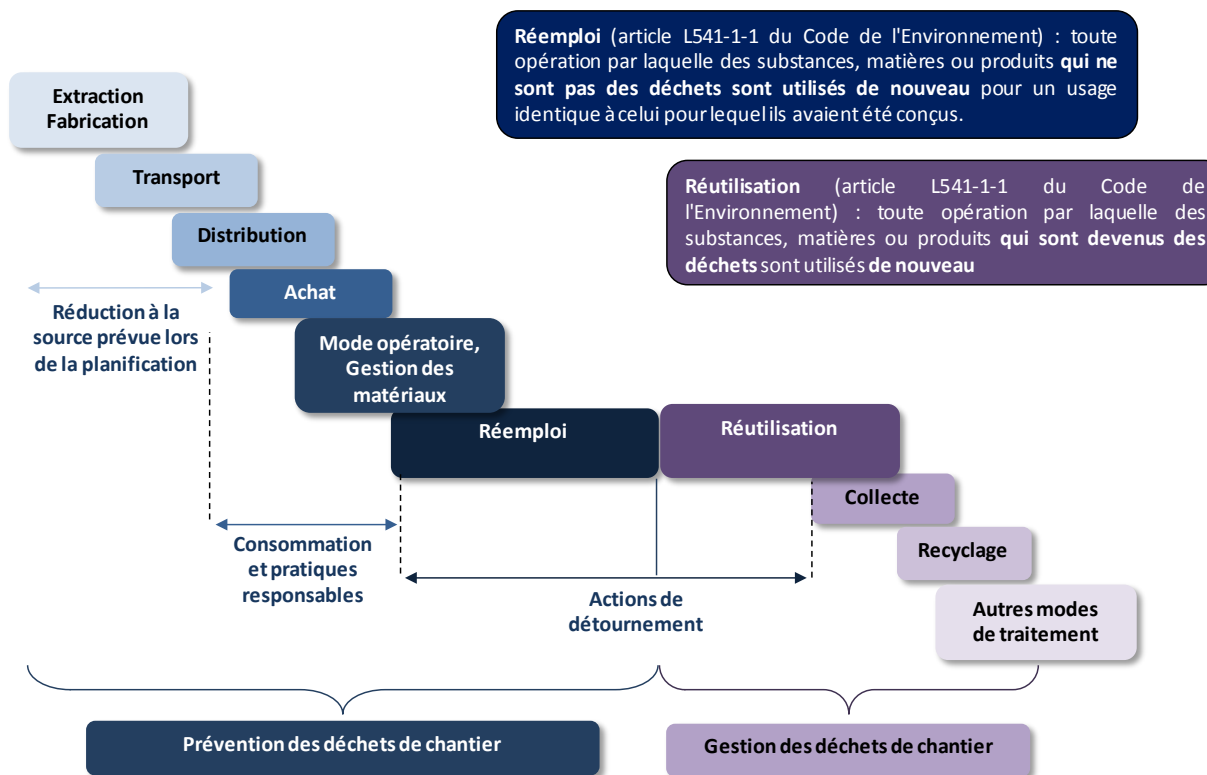 Réemploi (article L541-1-1 du Code de l'Environnement) : toute
opération par laquelle des substances, matières ou produits qui ne
sont pas des déchets sont utilisés de nouveau pour un usage
identique à celui pour lequel ils avaient été conçus.
Extraction
Fabrication
Transport
Réutilisation (article L541-1-1 du Code de
l'Environnement) : toute opération par laquelle des
substances, matières ou produits qui sont devenus des
déchets sont utilisés de nouveau
Distribution
Achat
Réduction à la
source prévue lors
de la planification
Mode opératoire,
Gestion des
matériaux
Réemploi
Réutilisation
Collecte
Consommation
et pratiques
responsables
Recyclage
Actions de
détournement
Autres modes
de traitement
Prévention des déchets de chantier
Gestion des déchets de chantier